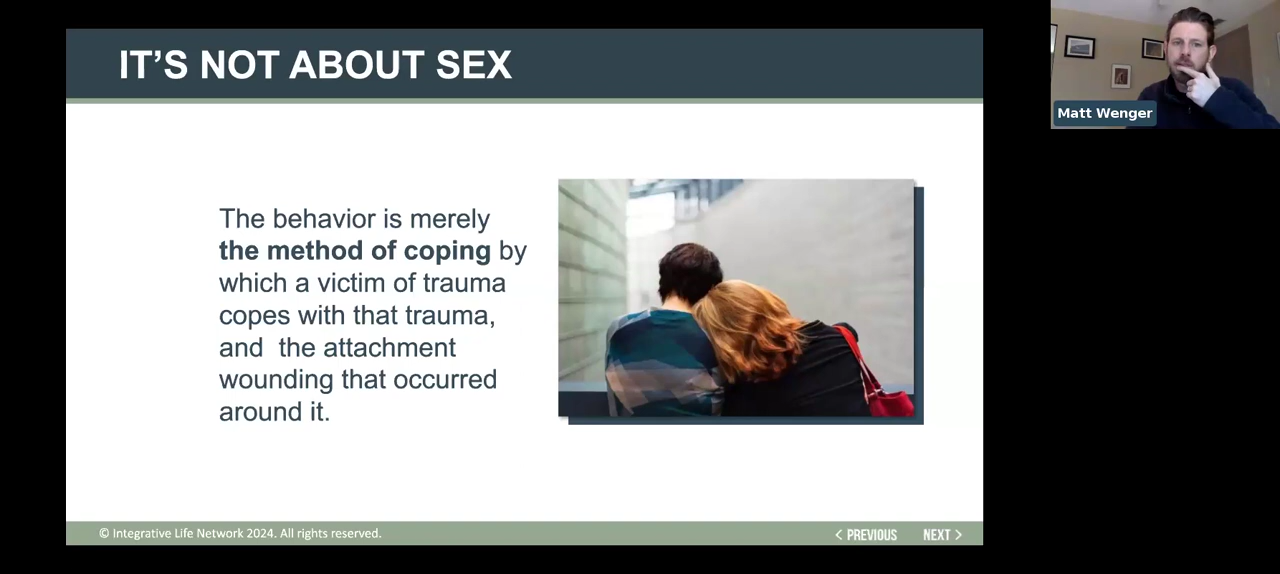 IT’S NOT ABOUT SEX
Matt Wenger
The behavior is merely
the method of coping by
which a victim of trauma
copes with that trauma,
and  the attachment
wounding that occurred
around it.
© Integrative Life Network 2024. All rights reserved.
< PREVIOUS
NEXT >